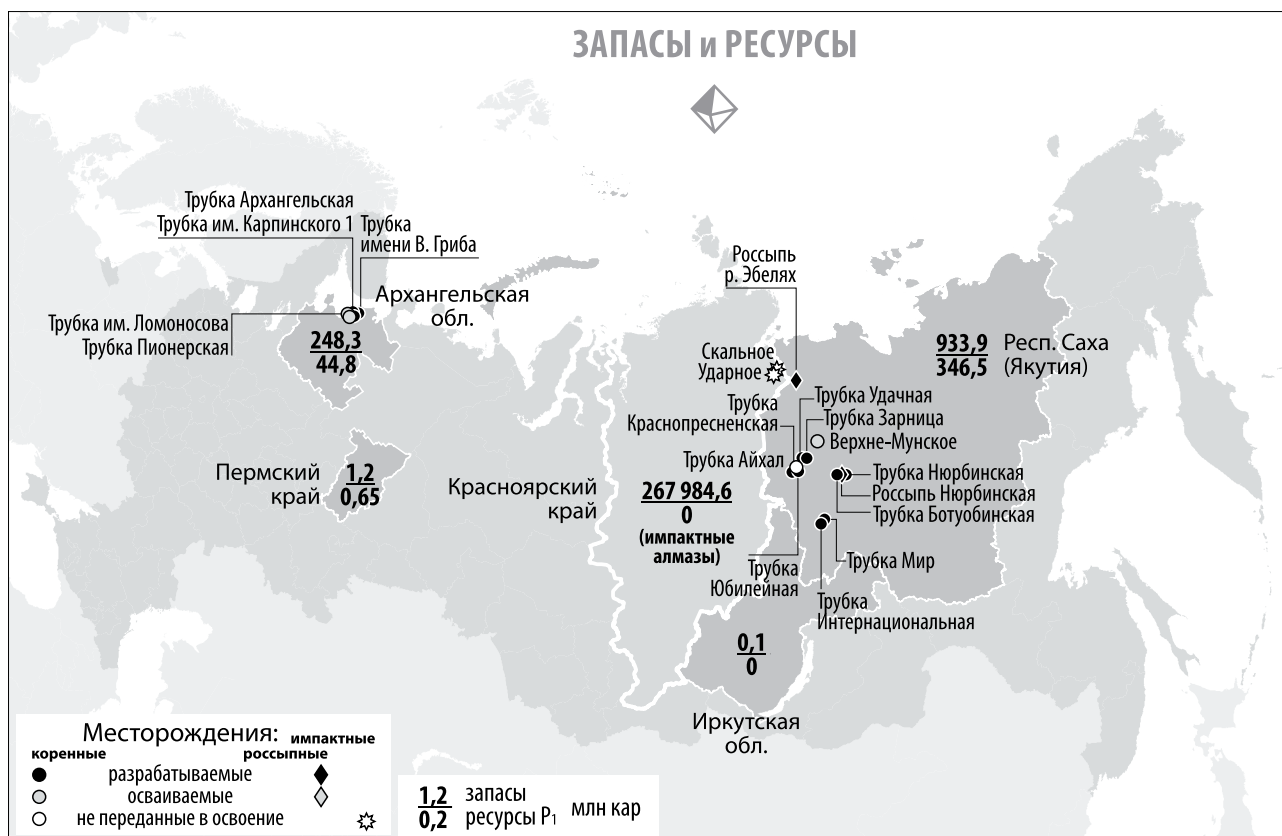 ЗАПАСЫ и РЕСУРСЫ
Трубка Архангельская
Трубка им. Карпинского 1
Трубка
имени В. Гриба
Архангельская
обл.
Трубка им. Ломоносова
Трубка Пионерская
248,3
44,8
Россыпь
р. Эбелях
933,9
346,5
Респ. Саха
(Якутия)
Скальное
Ударное
Трубка
Краснопресненская
Трубка Удачная
Трубка Зарница
Верхне-Мунское
Трубка Айхал
Трубка Нюрбинская
Россыпь Нюрбинская
Трубка Ботуобинская
Пермский
край
1,2
0,65
Красноярский
край
267 984,6
0
(импактные
алмазы)
Трубка
Юбилейная
Трубка Мир
Трубка
Интернациональная
0,1
0
Иркутская
обл.
Месторождения:
коренные россыпные импактные
разрабатываемые
осваиваемые
не переданные в освоение
1,2 запасы
0,2 ресурсы P₁
млн кар